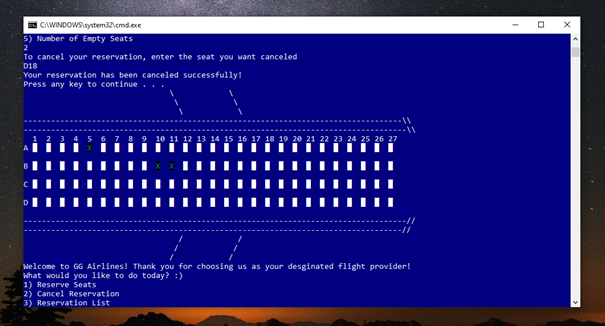 C:\WINDOWS\system32\cmd.exe
5) Number of Empty Seats
2
To cancel your reservation, enter the seat you want canceled
D18
Your reservation has been canceled successfully!
Press any key to continue . . .
1 2 3 4 5 6 7 8 9 10 11 12 13 14 15 16 17 18 19 20 21 22 23 24 25 26 27
A X
B X X
C
D
Welcome to GG Airlines! Thank you for choosing us as your desginated flight provider!
What would you like to do today? :)
1) Reserve Seats
2) Cancel Reservation
3) Reservation List